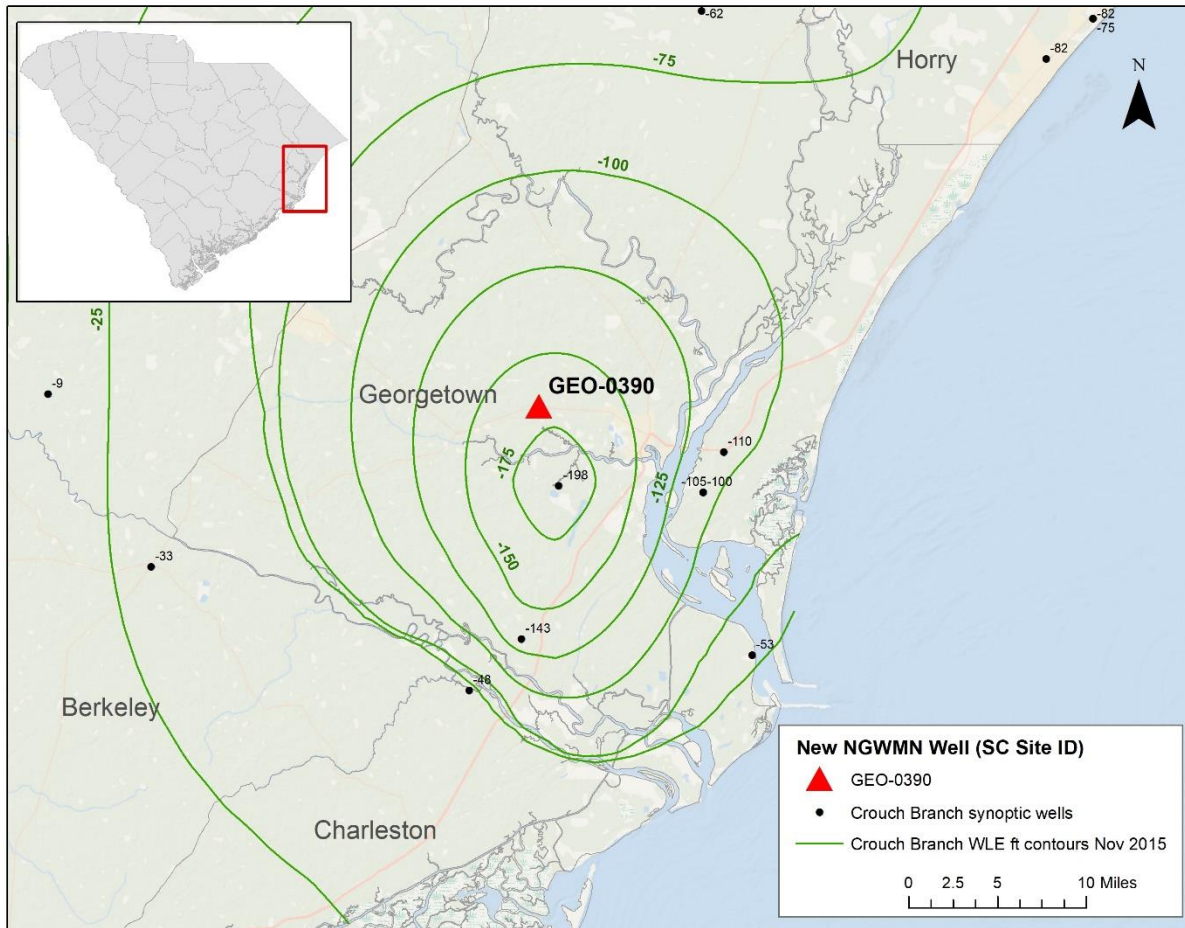 -62
-82
-75
-82
Horry
N
-75
-100
-25
-9
Georgetown
GEO-0390
-110
-175
-198
-105
-100
-125
-150
-33
-143
-53
-48
Berkeley
Charleston
New NGWMN Well (SC Site ID)
GEO-0390
Crouch Branch synoptic wells
Crouch Branch WLE ft contours Nov 2015
0 2.5 5 10 Miles